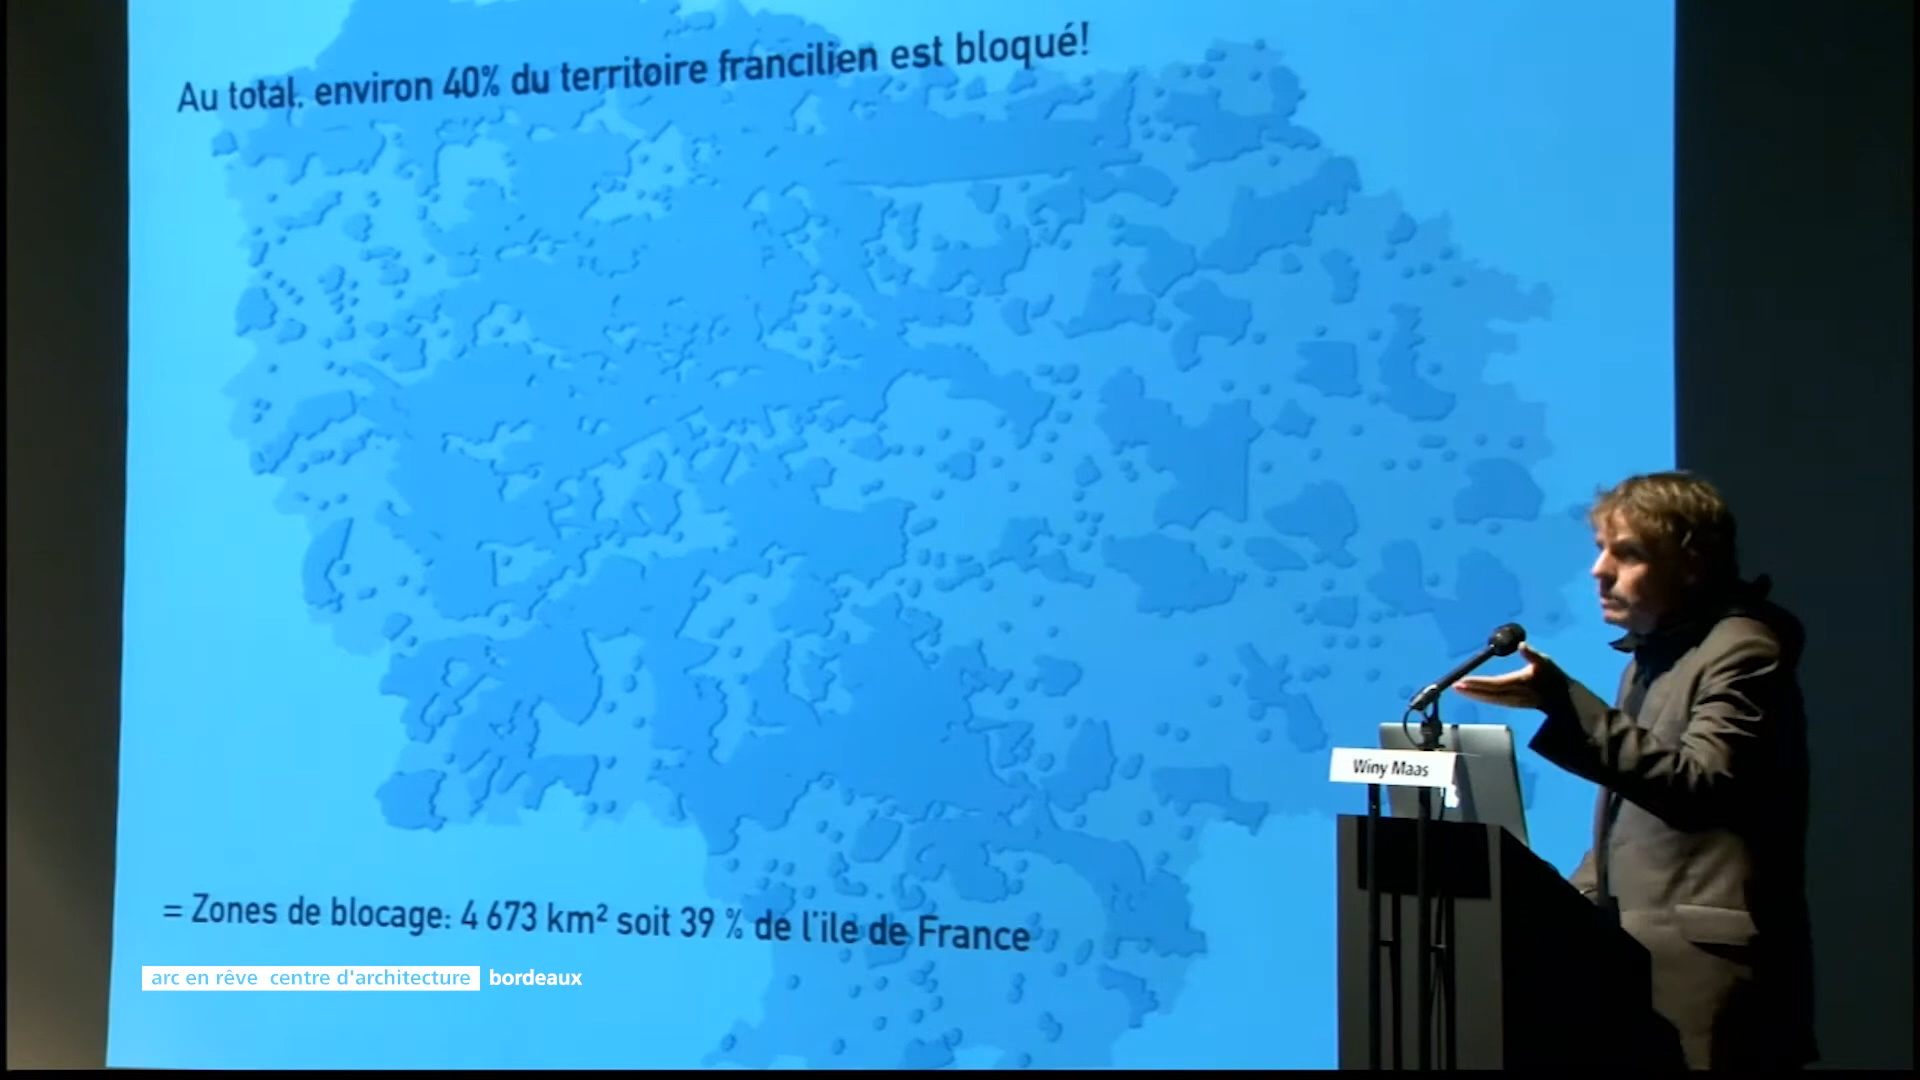 Au total, environ 40% du territoire francilien est bloqué!
Winy Maas
= Zones de blocage: 4 673 km² soit 39 % de l'ile de France
arc en rêve centre d'architecture bordeaux